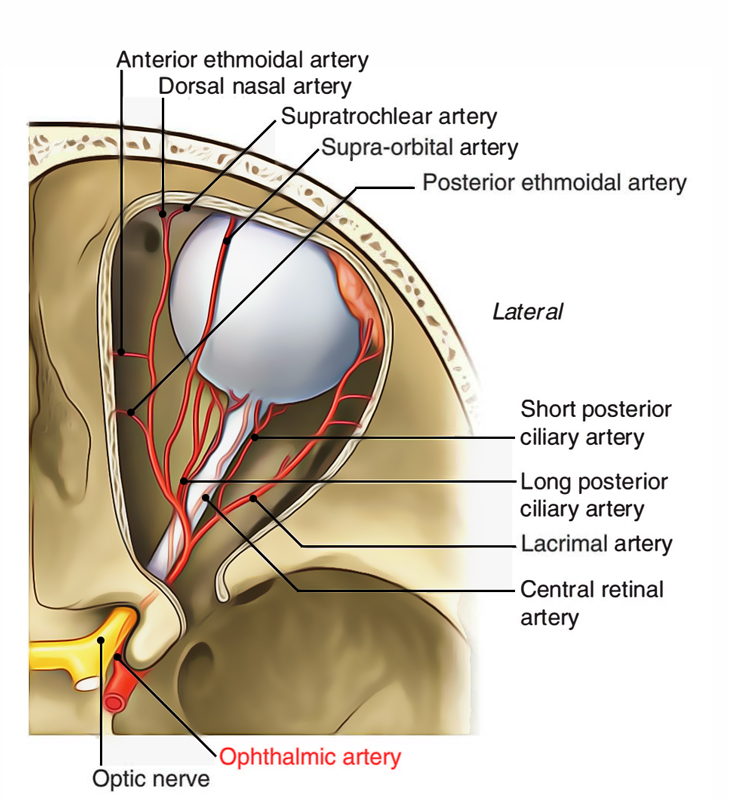 Anterior ethmoidal artery
Dorsal nasal artery
Supratrochlear artery
Supra-orbital artery
Posterior ethmoidal artery
Lateral
Short posterior
ciliary artery
Long posterior
ciliary artery
Lacrimal artery
Central retinal
artery
Ophthalmic artery
Optic nerve